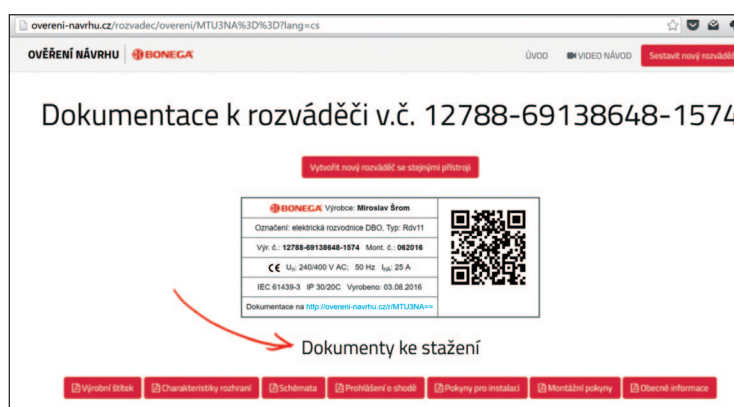 overeni-navrhu.cz/rozvadec/overeni/MTU3NA%3D%3D?lang=cs
OVĚŘENÍ NÁVRHU BONEGA ÚVOD VIDEO NÁVOD Sestavit nový rozváděč
Dokumentace k rozváděči v.č. 12788-69138648-1574
Vytvořit nový rozváděč se stejnými přístroji
BONEGA Výrobce: Miroslav Šrom
Označení: elektrická rozvodnice DBO, Typ: Rdv11
Výr. č.: 12788-69138648-1574 Mont. č.: 062016
CE Un: 240/400 V AC; 50 Hz InA: 25 A
IEC 61439-3 IP 30/20C Vyrobeno: 03.08.2016
Dokumentace na http://overeni-navrhu.cz/r/MTU3NA==
Dokumenty ke stažení
Výrobní štítek Charakteristiky rozhraní Schémata Prohlášení o shodě Pokyny pro instalaci Montážní pokyny Obecné informace